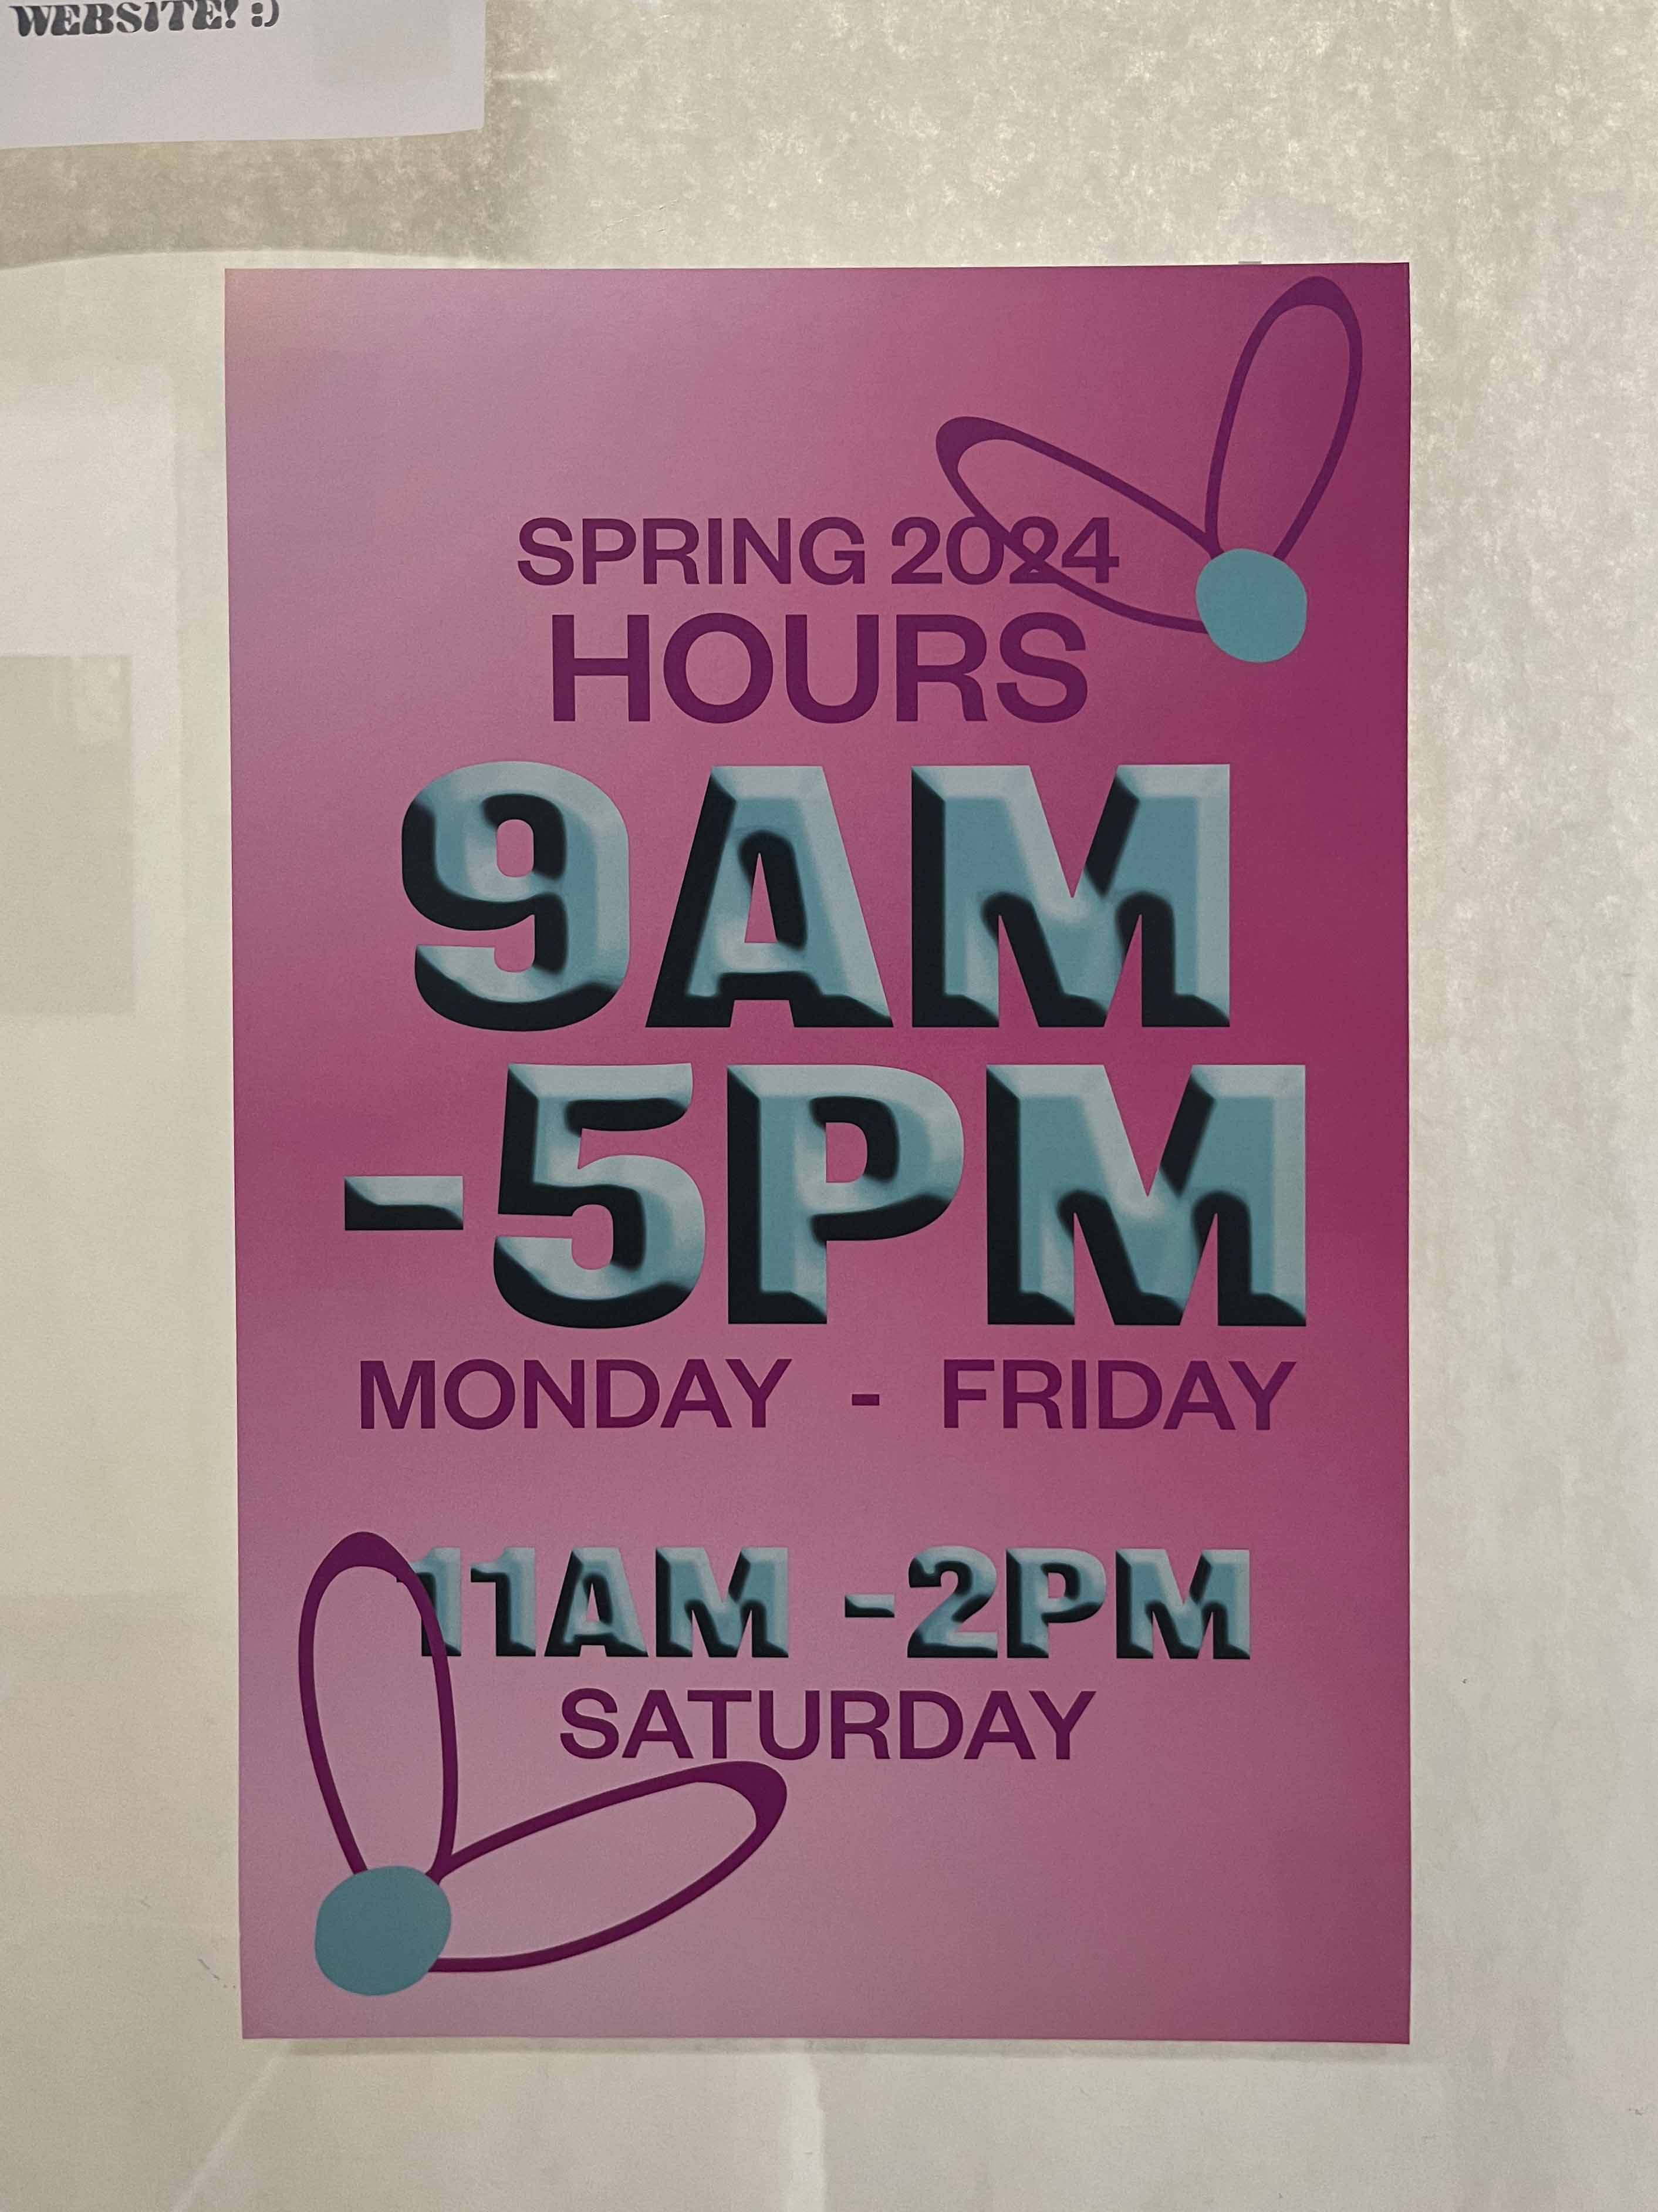 WEBSITE! :)
SPRING 2024
HOURS
9AM
-5PM
MONDAY - FRIDAY
11AM -2PM
SATURDAY